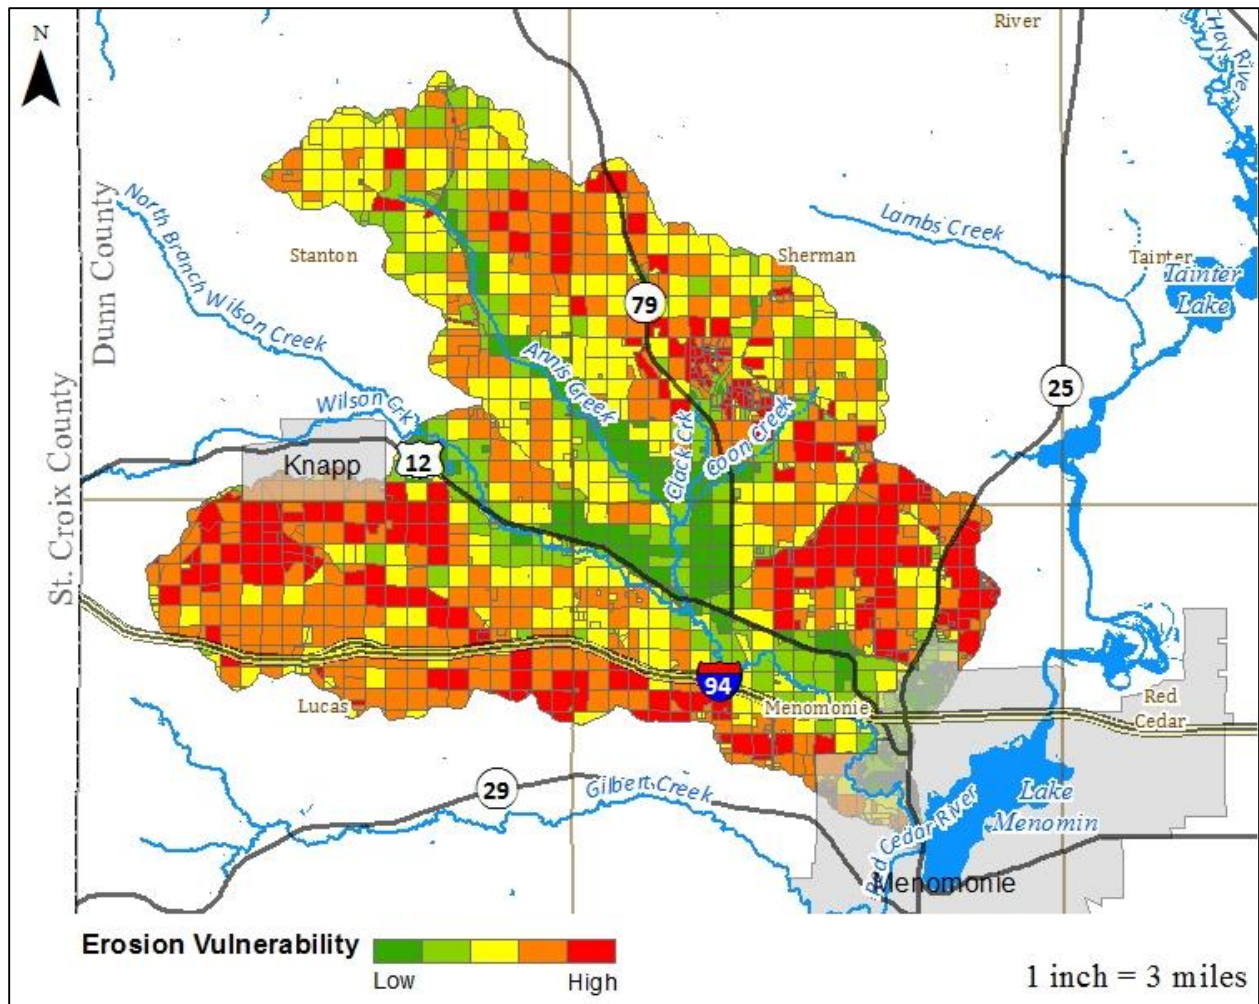 N
River
Hay River
Dunn County
St. Croix County
North Branch Wilson Creek
Stanton
Sherman
Lambs Creek
Tainter
Tainter
Lake
79
25
Annis Creek
Wilson Crk
Knapp
12
Clack Crk
Coon Creek
94
Lucas
Menomonie
Red
Cedar
29
Gilbert Creek
Red Cedar River
Lake
Menomin
Menomonie
Erosion Vulnerability
Low
High
1 inch = 3 miles